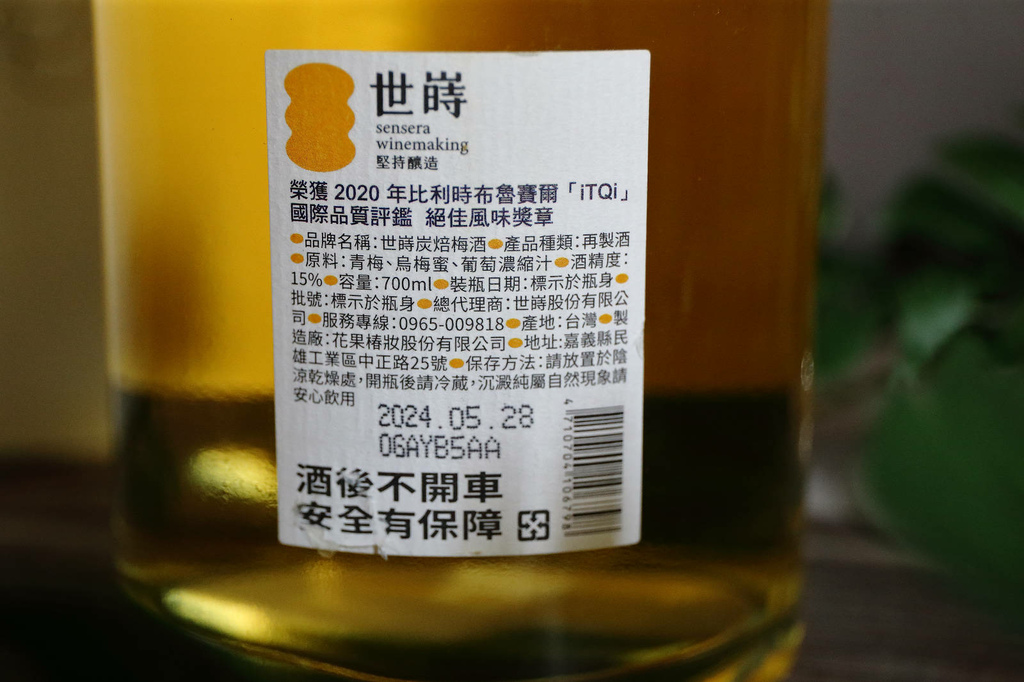 世嵵
sensera
winemaking
堅持釀造
榮獲 2020 年比利時布魯賽爾「iTQi」
國際品質評鑑 絕佳風味獎章
●品牌名稱:世嵵炭焙梅酒●產品種類:再製酒
●原料:青梅、烏梅蜜、葡萄濃縮汁●酒精度:
15%●容量:700ml●裝瓶日期:標示於瓶身●
批號:標示於瓶身●總代理商:世嵵股份有限公
司●服務專線:0965-009818●產地:台灣●製
造廠:花果椿妝股份有限公司●地址:嘉義縣民
雄工業區中正路25號●保存方法:請放置於陰
涼乾燥處,開瓶後請冷藏,沉澱純屬自然現象請
安心飲用
2024.05.28
06AYB5AA
4710704106798
酒後不開車
安全有保障